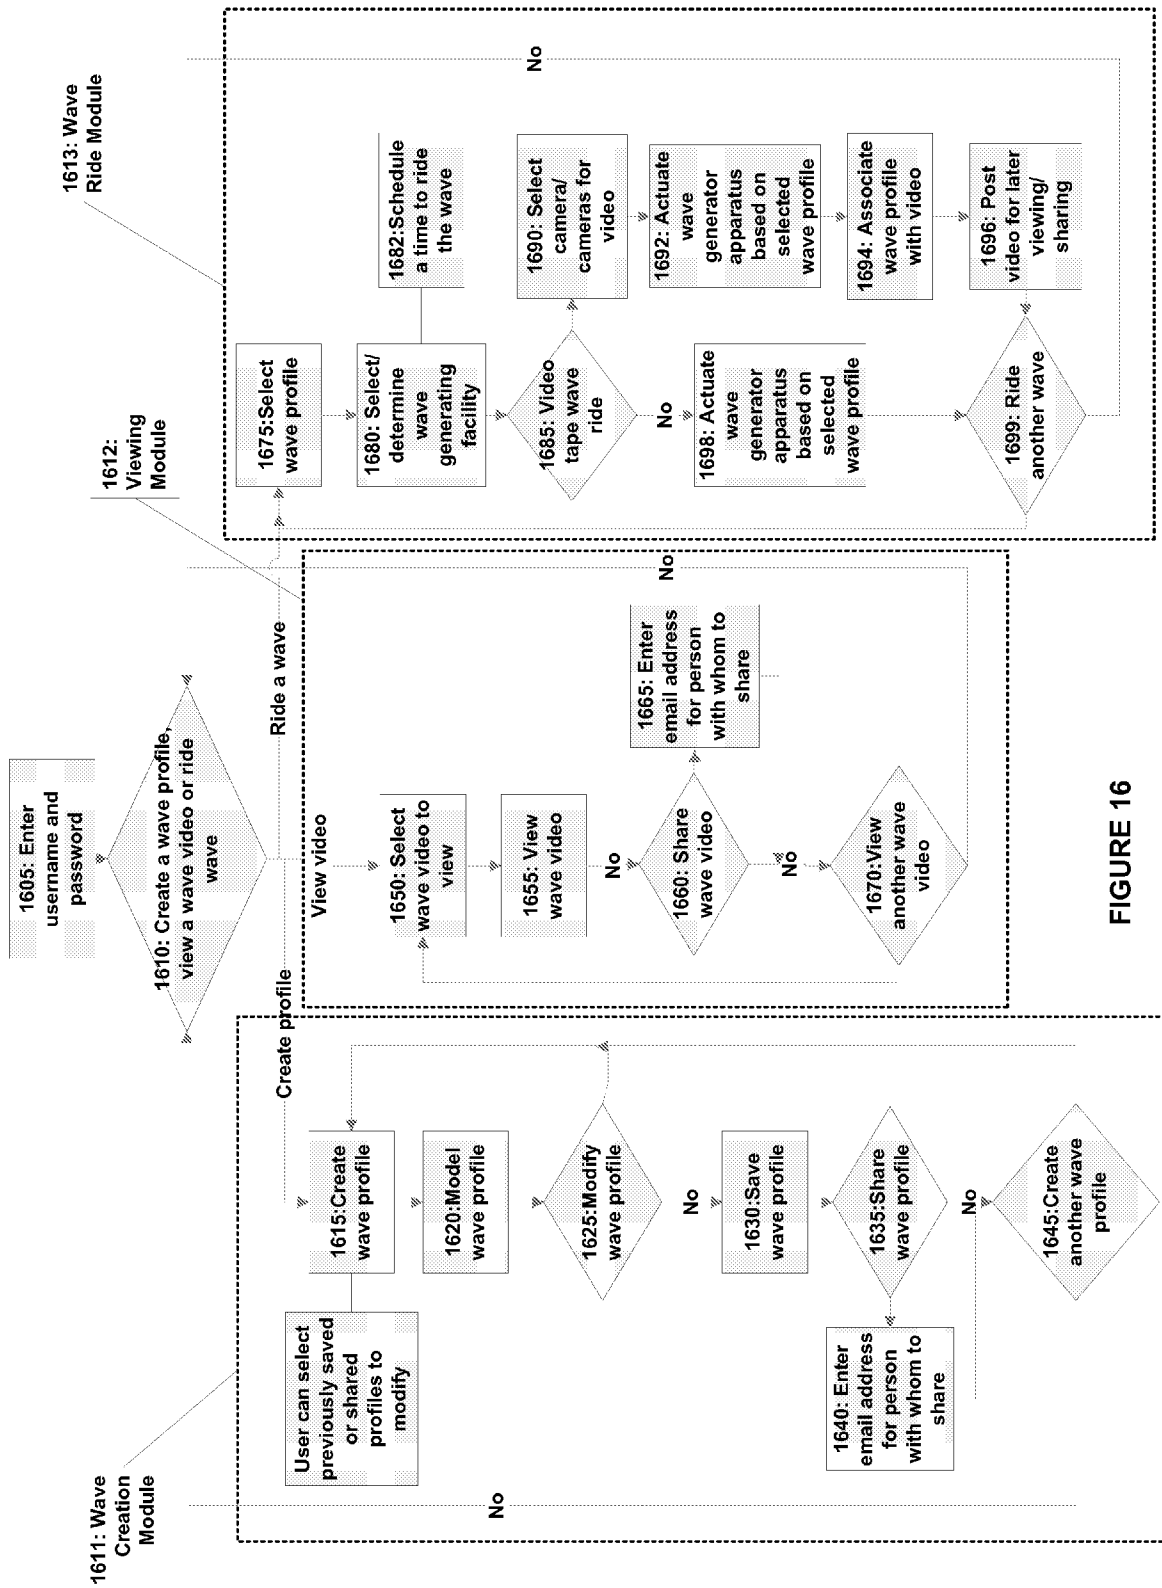 1605: Enter
username and
password
1610: Create a wave profile,
view a wave video or ride
wave
Create profile
View video
Ride a wave
1611: Wave
Creation
Module
User can select
previously saved
or shared
profiles to
modify
1615:Create
wave profile
1620:Model
wave profile
1625:Modify
wave profile
No
1630:Save
wave profile
1635:Share
wave profile
1640: Enter
email address
for person
with whom to
share
No
1645:Create
another wave
profile
No
1612:
Viewing
Module
1650: Select
wave video to
view
1655: View
wave video
No
1660: Share
wave video
1665: Enter
email address
for person
with whom to
share
No
1670:View
another wave
video
No
1613: Wave
Ride Module
1675:Select
wave profile
1680: Select/
determine
wave
generating
facility
1682:Schedule
a time to ride
the wave
1685: Video
tape wave
ride
1690: Select
camera/
cameras for
video
No
1692: Actuate
wave
generator
apparatus
based on
selected
wave profile
1694: Associate
wave profile
with video
1696: Post
video for later
viewing/
sharing
1698: Actuate
wave
generator
apparatus
based on
selected
wave profile
1699: Ride
another wave
No
FIGURE 16